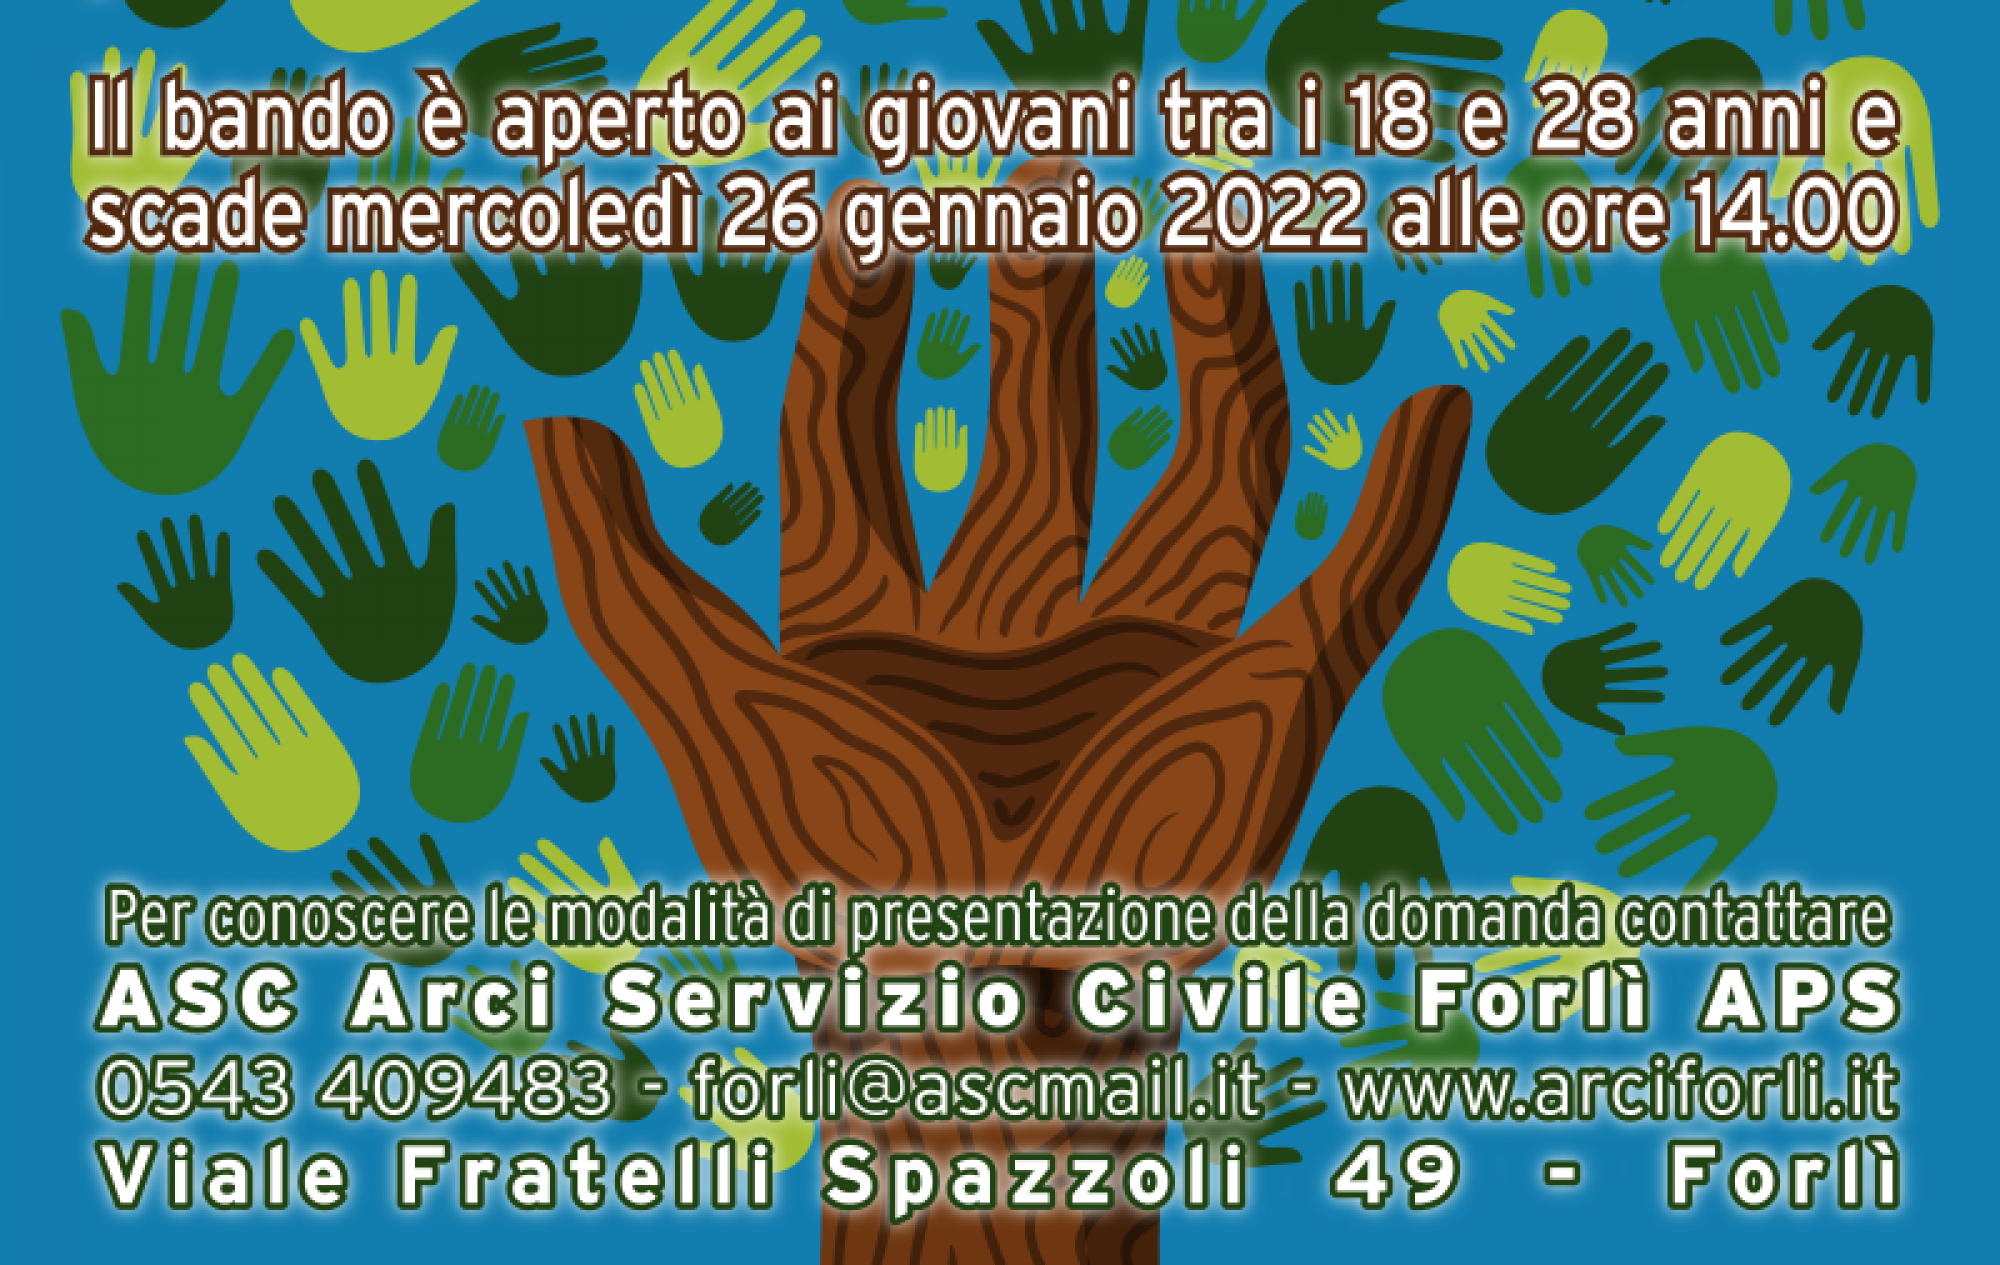 Il bando è aperto ai giovani tra i 18 e 28 anni e
scade mercoledì 26 gennaio 2022 alle ore 14.00
Per conoscere le modalità di presentazione della domanda contattare
ASC Arci Servizio Civile Forlì APS
0543 409483 - forli@ascmail.it - www.arciforli.it
Viale Fratelli Spazzoli 49 - Forlì